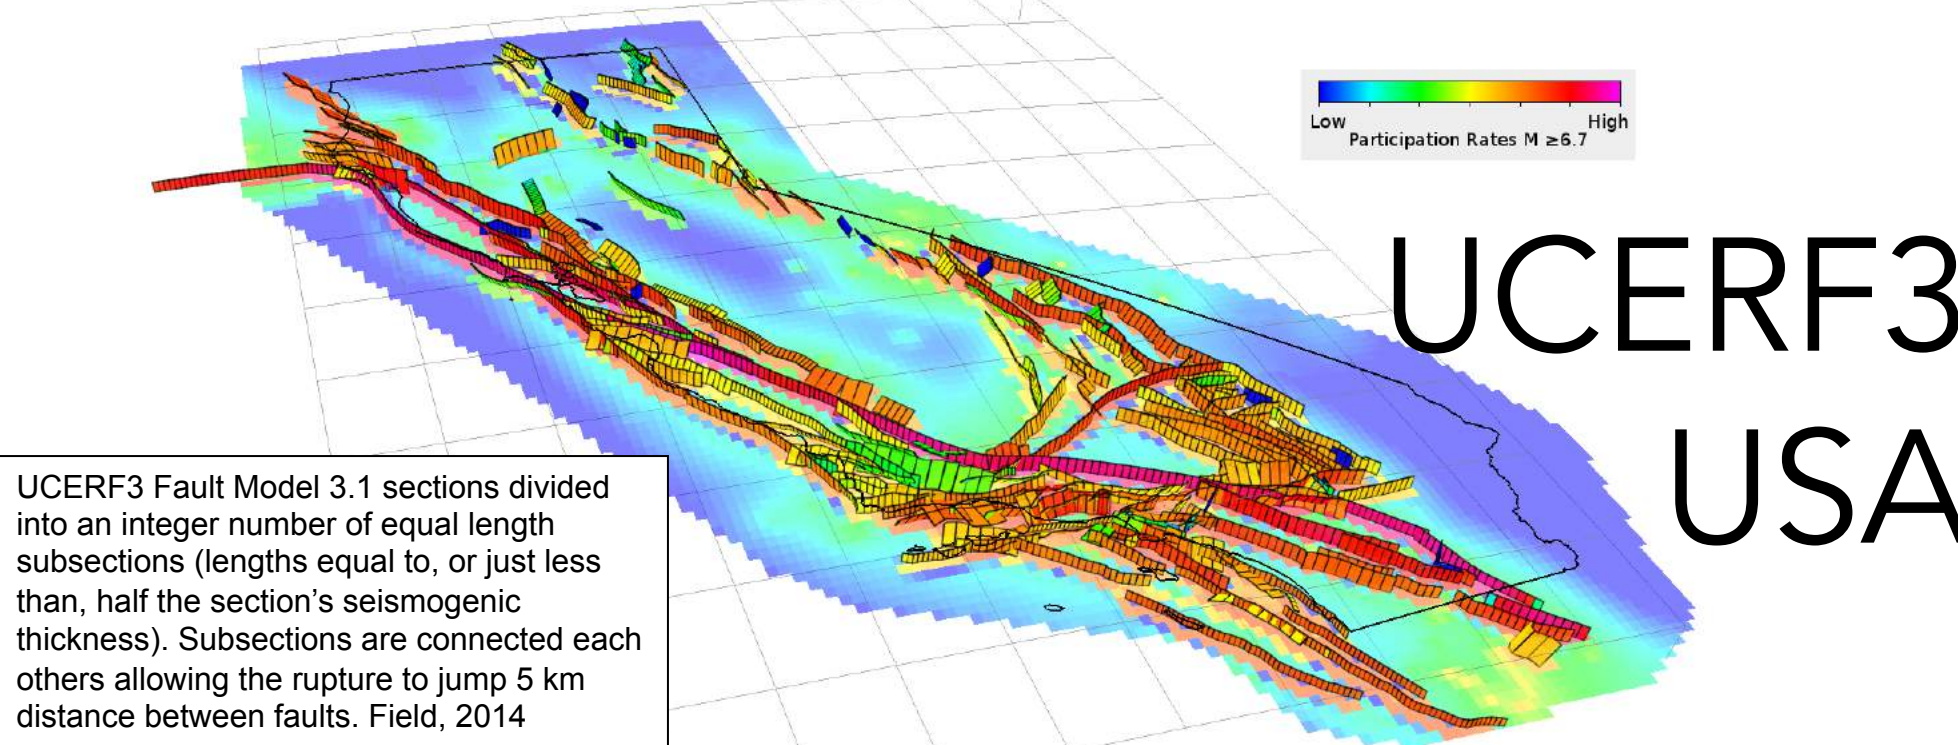 Low
High
Participation Rates M ≥6.7
UCERF3
USA
UCERF3 Fault Model 3.1 sections divided
into an integer number of equal length
subsections (lengths equal to, or just less
than, half the section’s seismogenic
thickness). Subsections are connected each
others allowing the rupture to jump 5 km
distance between faults. Field, 2014